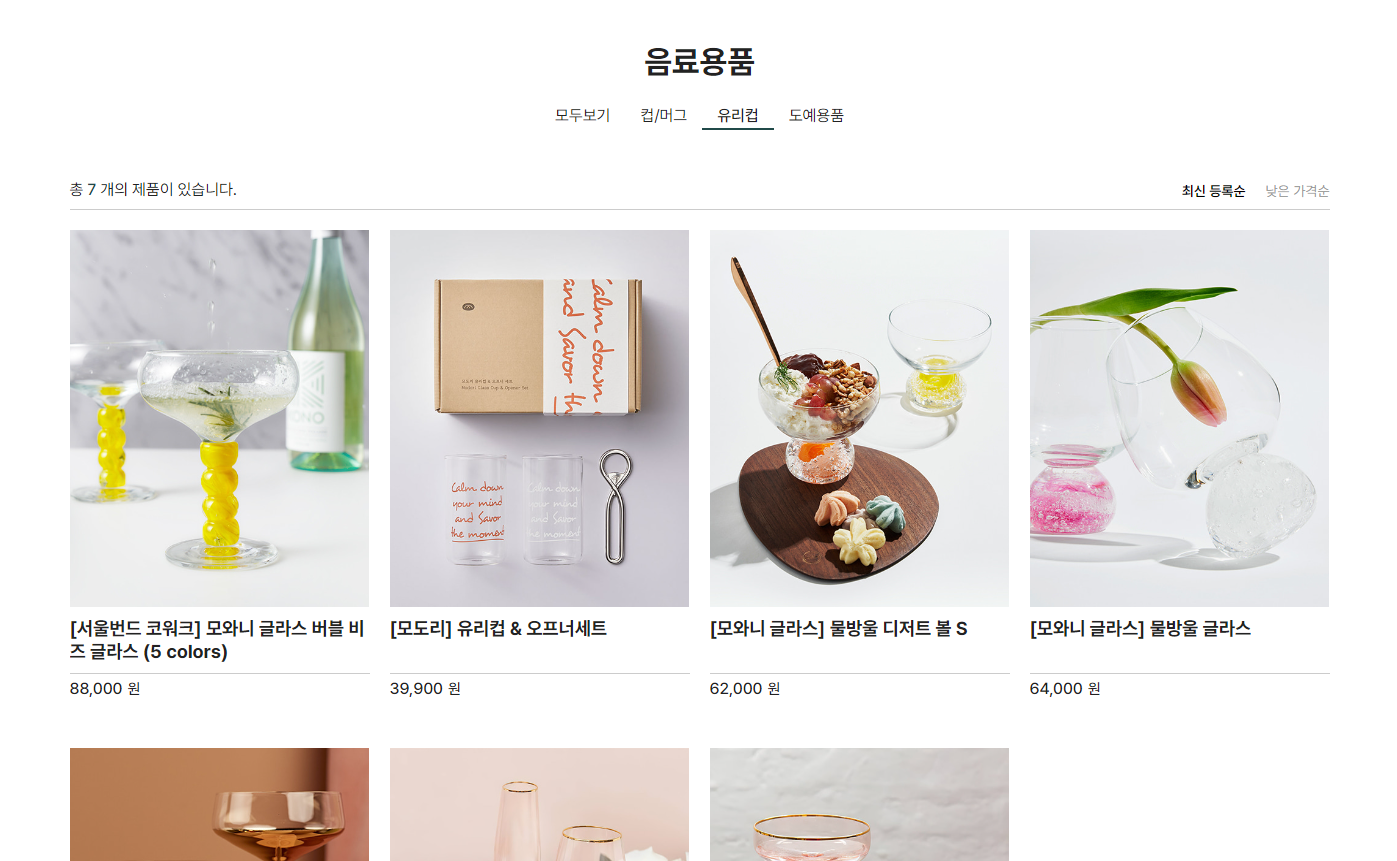 음료용품
모두보기 컵/머그 유리컵 도예용품
총 7 개의 제품이 있습니다.
최신 등록순 낮은 가격순
Calm down
and Savor th
Calm down
your mind
and Savor
the moment
Calm down
your mind
and Savor
the moment
[서울번드 코워크] 모와니 글라스 버블 비
즈 글라스 (5 colors)
88,000 원
[모도리] 유리컵 & 오프너세트
39,900 원
[모와니 글라스] 물방울 디저트 볼 S
62,000 원
[모와니 글라스] 물방울 글라스
64,000 원